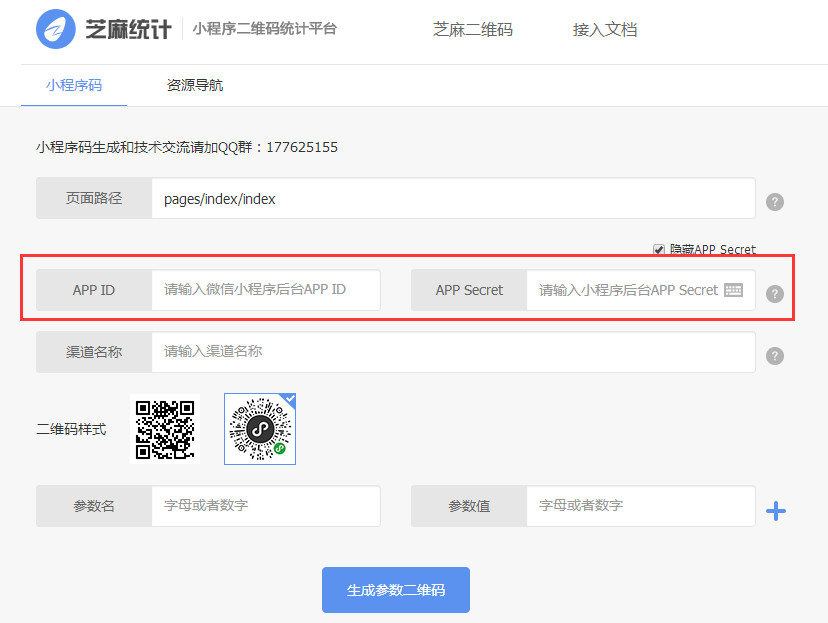 芝麻统计 小程序二维码统计平台 芝麻二维码 接入文档
小程序码 资源导航
小程序码生成和技术交流请加QQ群：177625155
页面路径 pages/index/index ?
隐藏APP Secret
APP ID 请输入微信小程序后台APP ID APP Secret 请输入小程序后台APP Secret ?
渠道名称 请输入渠道名称 ?
二维码样式
参数名 字母或者数字 参数值 字母或者数字
生成参数二维码